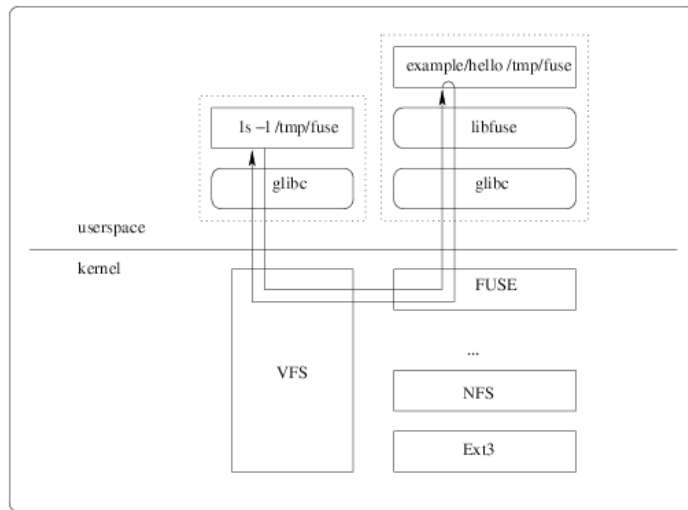 example/hello /tmp/fuse
ls –l /tmp/fuse
libfuse
glibc
glibc
userspace
kernel
FUSE
...
VFS
NFS
Ext3